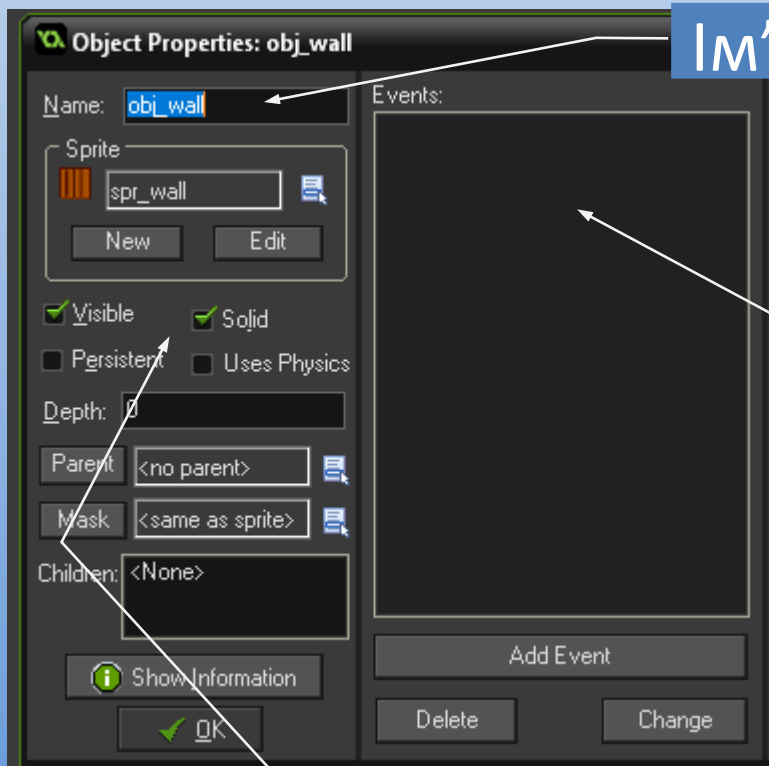 Object Properties: obj_wall
Ім’
Name: obj_wall
Events:
Sprite
spr_wall
New Edit
Visible Solid
Persistent Uses Physics
Depth: 0
Parent <no parent>
Mask <same as sprite>
Children: <None>
Show Information
OK
Add Event
Delete Change